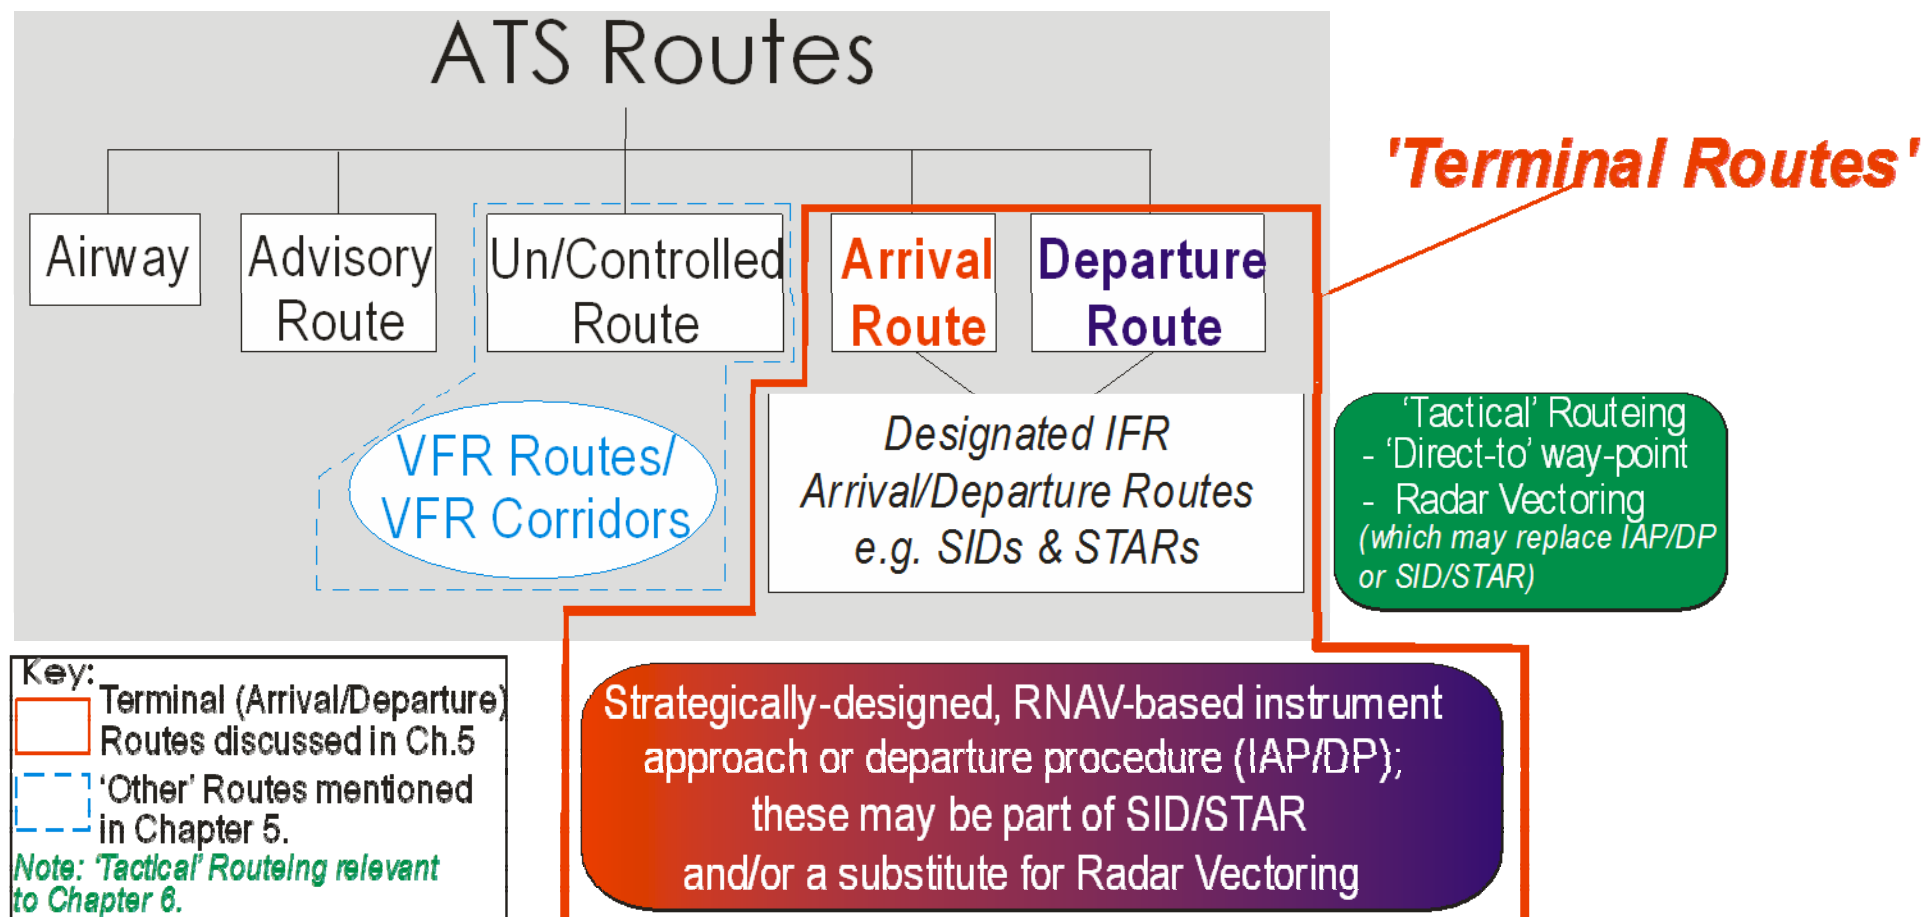 ATS Routes
'Terminal Routes'
Airway
Advisory
Route
Un/Controlled
Route
Arrival
Route
Departure
Route
VFR Routes/
VFR Corridors
Designated IFR
Arrival/Departure Routes
e.g. SIDs & STARs
‘Tactical’ Routeing
- ‘Direct-to’ way-point
- Radar Vectoring
(which may replace IAP/DP
or SID/STAR)
Key:
Terminal (Arrival/Departure)
Routes discussed in Ch.5
‘Other’ Routes mentioned
in Chapter 5.
Note: ‘Tactical’ Routeing relevant
to Chapter 6.
Strategically-designed, RNAV-based instrument
approach or departure procedure (IAP/DP);
these may be part of SID/STAR
and/or a substitute for Radar Vectoring